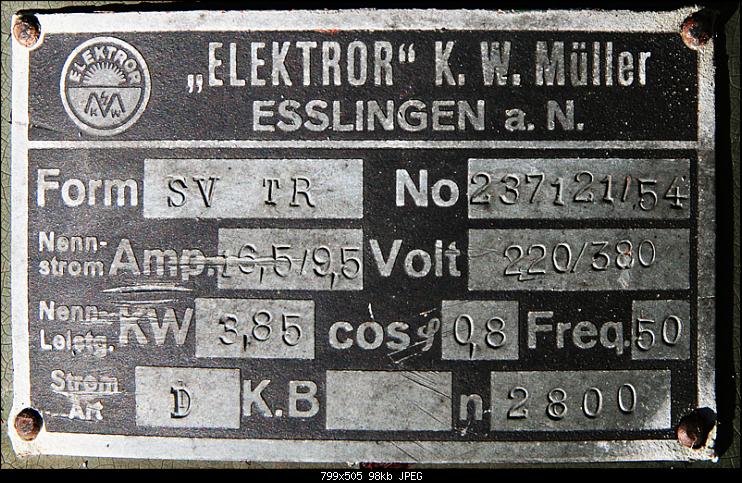 ELEKTROR
„ELEKTROR“ K. W. Müller
ESSLINGEN a. N.
Form SV TR No 237121/54
Nenn-
strom Amp. 16,5/9,5 Volt 220/380
Nenn-
Leistg. KW 3,85 cos φ 0,8 Freq. 50
Strom
Art D K.B n 2800
799x505 98kb JPEG